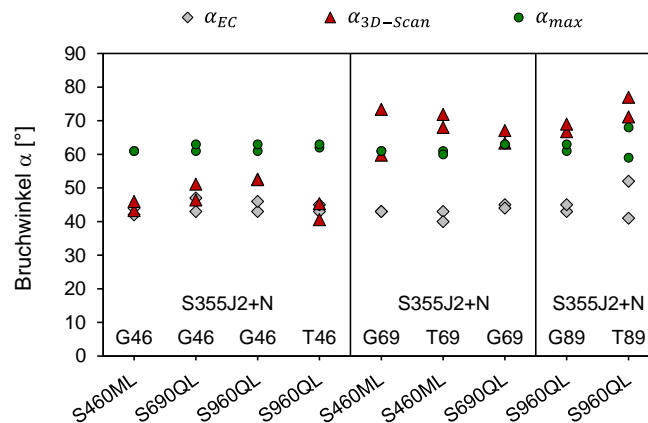 α_EC α_3D−Scan α_max
Bruchwinkel α [°]
90
80
70
60
50
40
30
20
10
0
S355J2+N S355J2+N S355J2+N
G46 G46 G46 T46 G69 T69 G69 G89 T89
S460ML S690QL S960QL S960QL S460ML S460ML S690QL S960QL S960QL